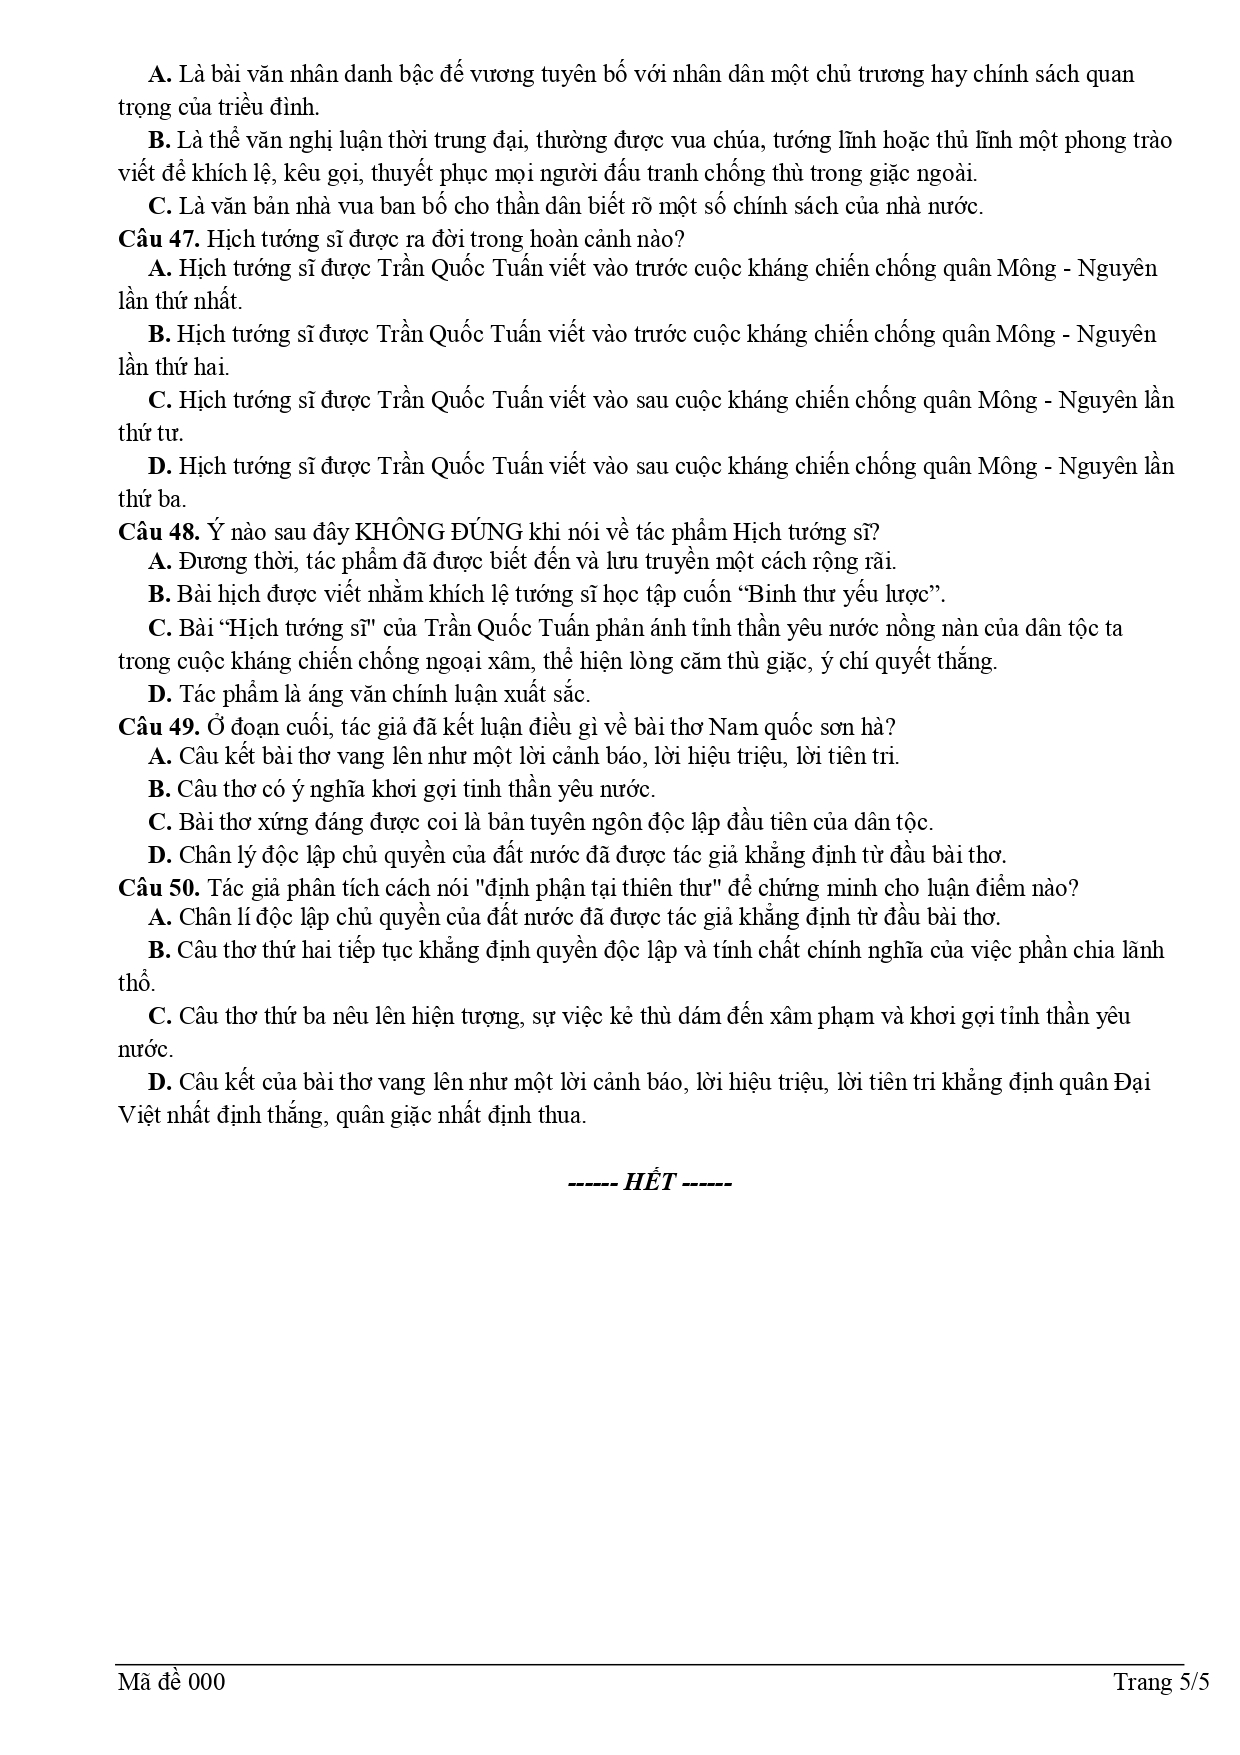 A. Là bài văn nhân danh bậc đế vương tuyên bố với nhân dân một chủ trương hay chính sách quan
trọng của triều đình.
B. Là thể văn nghị luận thời trung đại, thường được vua chúa, tướng lĩnh hoặc thủ lĩnh một phong trào
viết để khích lệ, kêu gọi, thuyết phục mọi người đấu tranh chống thù trong giặc ngoài.
C. Là văn bản nhà vua ban bố cho thần dân biết rõ một số chính sách của nhà nước.
Câu 47. Hịch tướng sĩ được ra đời trong hoàn cảnh nào?
A. Hịch tướng sĩ được Trần Quốc Tuấn viết vào trước cuộc kháng chiến chống quân Mông - Nguyên
lần thứ nhất.
B. Hịch tướng sĩ được Trần Quốc Tuấn viết vào trước cuộc kháng chiến chống quân Mông - Nguyên
lần thứ hai.
C. Hịch tướng sĩ được Trần Quốc Tuấn viết vào sau cuộc kháng chiến chống quân Mông - Nguyên lần
thứ tư.
D. Hịch tướng sĩ được Trần Quốc Tuấn viết vào sau cuộc kháng chiến chống quân Mông - Nguyên lần
thứ ba.
Câu 48. Ý nào sau đây KHÔNG ĐÚNG khi nói về tác phẩm Hịch tướng sĩ?
A. Đương thời, tác phẩm đã được biết đến và lưu truyền một cách rộng rãi.
B. Bài hịch được viết nhằm khích lệ tướng sĩ học tập cuốn “Binh thư yếu lược”.
C. Bài “Hịch tướng sĩ" của Trần Quốc Tuấn phản ánh tỉnh thần yêu nước nồng nàn của dân tộc ta
trong cuộc kháng chiến chống ngoại xâm, thể hiện lòng căm thù giặc, ý chí quyết thắng.
D. Tác phẩm là áng văn chính luận xuất sắc.
Câu 49. Ở đoạn cuối, tác giả đã kết luận điều gì về bài thơ Nam quốc sơn hà?
A. Câu kết bài thơ vang lên như một lời cảnh báo, lời hiệu triệu, lời tiên tri.
B. Câu thơ có ý nghĩa khơi gợi tinh thần yêu nước.
C. Bài thơ xứng đáng được coi là bản tuyên ngôn độc lập đầu tiên của dân tộc.
D. Chân lý độc lập chủ quyền của đất nước đã được tác giả khẳng định từ đầu bài thơ.
Câu 50. Tác giả phân tích cách nói "định phận tại thiên thư" để chứng minh cho luận điểm nào?
A. Chân lí độc lập chủ quyền của đất nước đã được tác giả khẳng định từ đầu bài thơ.
B. Câu thơ thứ hai tiếp tục khẳng định quyền độc lập và tính chất chính nghĩa của việc phần chia lãnh
thổ.
C. Câu thơ thứ ba nêu lên hiện tượng, sự việc kẻ thù dám đến xâm phạm và khơi gợi tỉnh thần yêu
nước.
D. Câu kết của bài thơ vang lên như một lời cảnh báo, lời hiệu triệu, lời tiên tri khẳng định quân Đại
Việt nhất định thắng, quân giặc nhất định thua.
------ HẾT ------
Mã đề 000 Trang 5/5